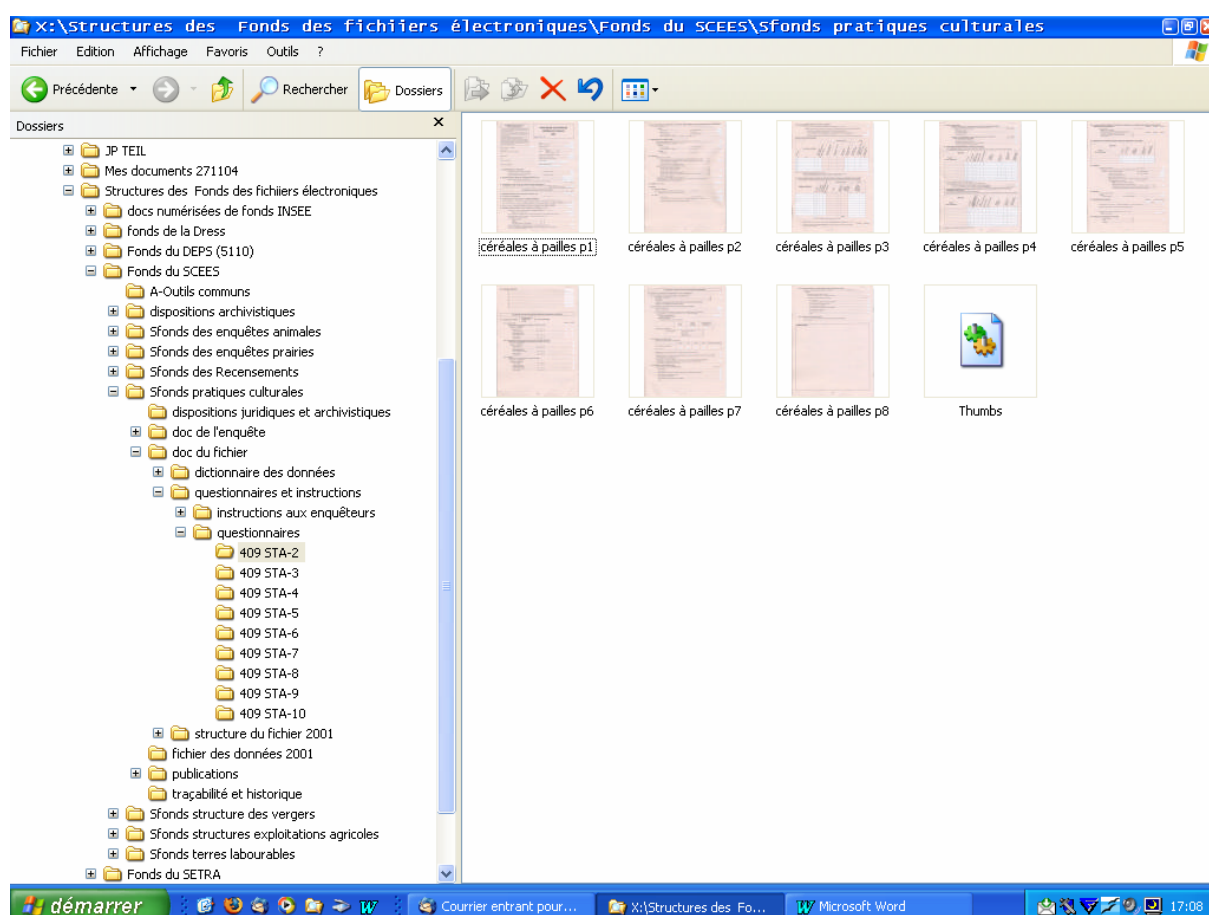 X:\Structures des  Fonds des fichiiers électroniques\Fonds du SCEES\Sfonds pratiques culturales
Fichier Edition Affichage Favoris Outils ?
Précédente Rechercher Dossiers
Dossiers x
JP TEIL
Mes documents 271104
Structures des  Fonds des fichiiers électroniques
docs numérisées de fonds INSEE
fonds de la Dress
Fonds du DEPS (5110)
Fonds du SCEES
A-Outils communs
dispositions archivistiques
Sfonds des enquêtes animales
Sfonds des enquêtes prairies
Sfonds des Recensements
Sfonds pratiques culturales
dispositions juridiques et archivistiques
doc de l'enquête
doc du fichier
dictionnaire des données
questionnaires et instructions
instructions aux enquêteurs
questionnaires
409 STA-2
409 STA-3
409 STA-4
409 STA-5
409 STA-6
409 STA-7
409 STA-8
409 STA-9
409 STA-10
structure du fichier 2001
fichier des données 2001
publications
traçabilité et historique
Sfonds structure des vergers
Sfonds structures exploitations agricoles
Sfonds terres labourables
Fonds du SETRA
céréales à pailles p1 céréales à pailles p2 céréales à pailles p3 céréales à pailles p4 céréales à pailles p5
céréales à pailles p6 céréales à pailles p7 céréales à pailles p8 Thumbs
démarrer Courrier entrant pour... X:\Structures des Fo... Microsoft Word 17:08